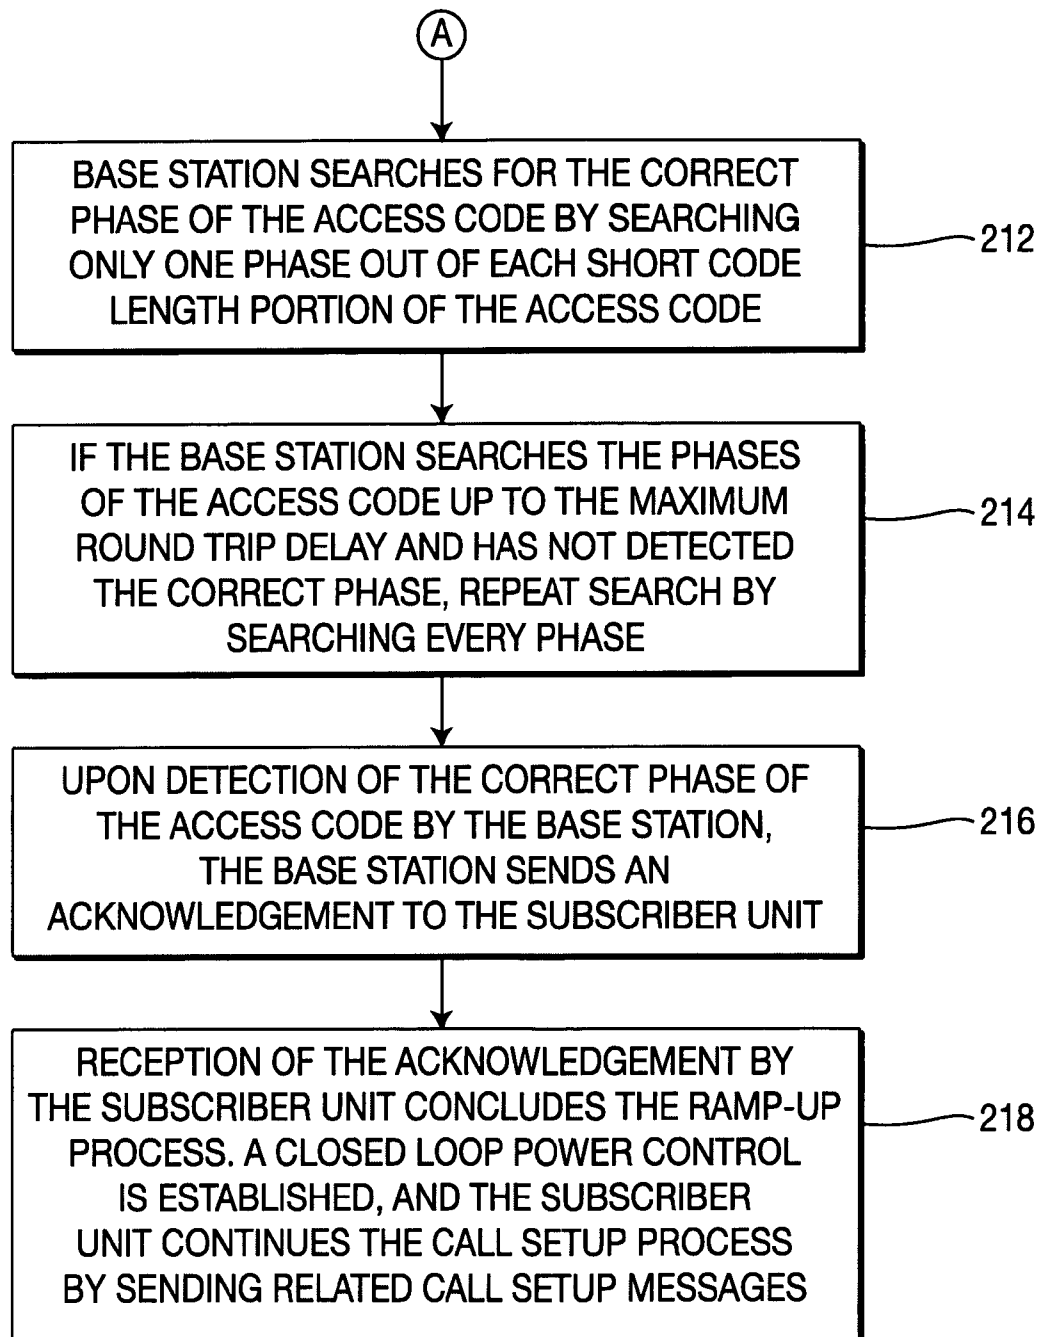 A
BASE STATION SEARCHES FOR THE CORRECT
PHASE OF THE ACCESS CODE BY SEARCHING
ONLY ONE PHASE OUT OF EACH SHORT CODE
LENGTH PORTION OF THE ACCESS CODE
212
IF THE BASE STATION SEARCHES THE PHASES
OF THE ACCESS CODE UP TO THE MAXIMUM
ROUND TRIP DELAY AND HAS NOT DETECTED
THE CORRECT PHASE, REPEAT SEARCH BY
SEARCHING EVERY PHASE
214
UPON DETECTION OF THE CORRECT PHASE OF
THE ACCESS CODE BY THE BASE STATION,
THE BASE STATION SENDS AN
ACKNOWLEDGEMENT TO THE SUBSCRIBER UNIT
216
RECEPTION OF THE ACKNOWLEDGEMENT BY
THE SUBSCRIBER UNIT CONCLUDES THE RAMP-UP
PROCESS. A CLOSED LOOP POWER CONTROL
IS ESTABLISHED, AND THE SUBSCRIBER
UNIT CONTINUES THE CALL SETUP PROCESS
BY SENDING RELATED CALL SETUP MESSAGES
218